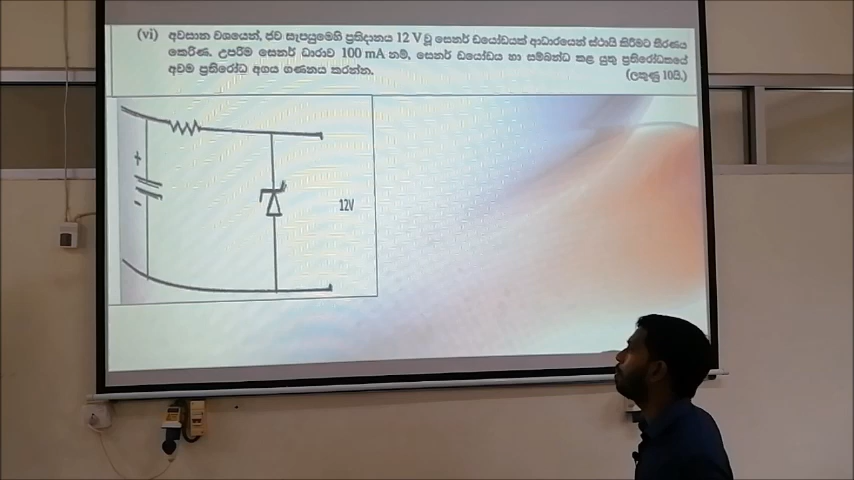 (vi) අවසාන වශයෙන්, ජව සැපයුමෙහි ප්‍රතිදානය 12 V වූ සෙනර් ඩයෝඩයක් ආධාරයෙන් ස්ථායි කිරීමට තීරණය
කෙරිණ. උපරිම සෙනර් ධාරාව 100 mA නම්, සෙනර් ඩයෝඩය හා සම්බන්ධ කළ යුතු ප්‍රතිරෝධකයේ
අවම ප්‍රතිරෝධ අගය ගණනය කරන්න.
(ලකුණු 10යි.)
+
-
12V